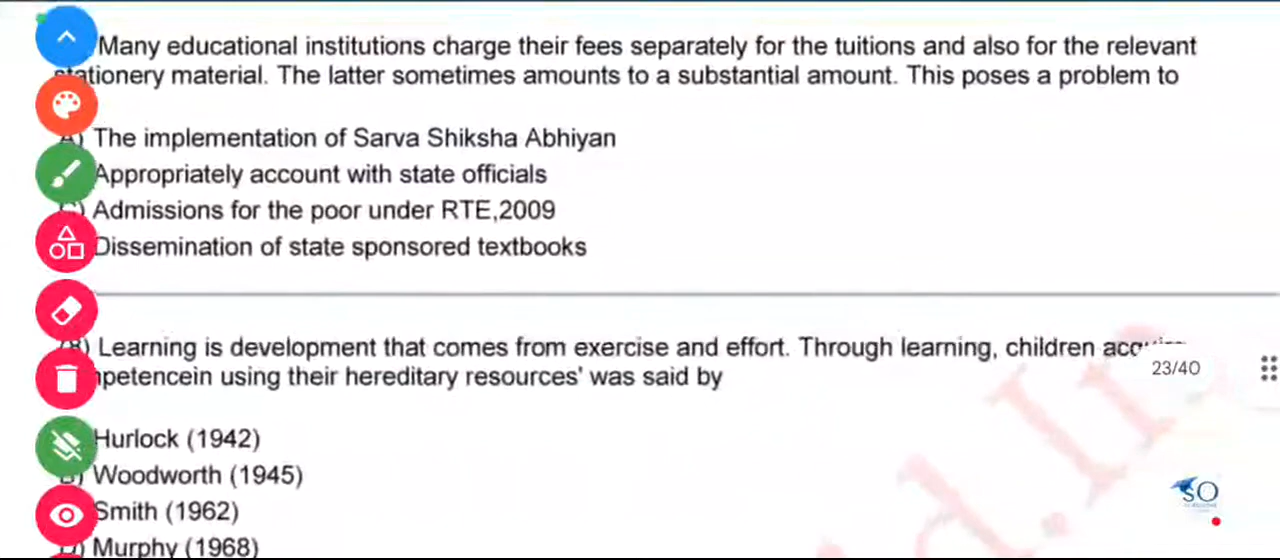 Many educational institutions charge their fees separately for the tuitions and also for the relevant
stationery material. The latter sometimes amounts to a substantial amount. This poses a problem to
A) The implementation of Sarva Shiksha Abhiyan
Appropriately account with state officials
C) Admissions for the poor under RTE,2009
Dissemination of state sponsored textbooks
Learning is development that comes from exercise and effort. Through learning, children
using their hereditary resources' was said by
23/40
Hurlock (1942)
B) Woodworth (1945)
Smith (1962)
D) Murphy (1968)
SO